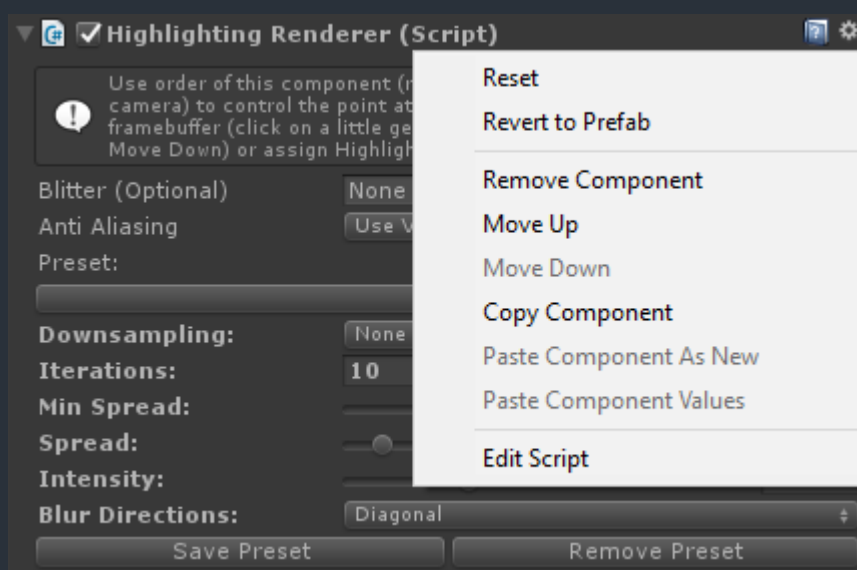 Highlighting Renderer (Script)
Use order of this component (
camera) to control the point at
framebuffer (click on a little ge
Move Down) or assign Highligh
Blitter (Optional)
None
Anti Aliasing
Use
Preset:
Downsampling:
None
Iterations:
10
Min Spread:
Spread:
Intensity:
Blur Directions:
Diagonal
Save Preset
Remove Preset
Reset
Revert to Prefab
Remove Component
Move Up
Move Down
Copy Component
Paste Component As New
Paste Component Values
Edit Script